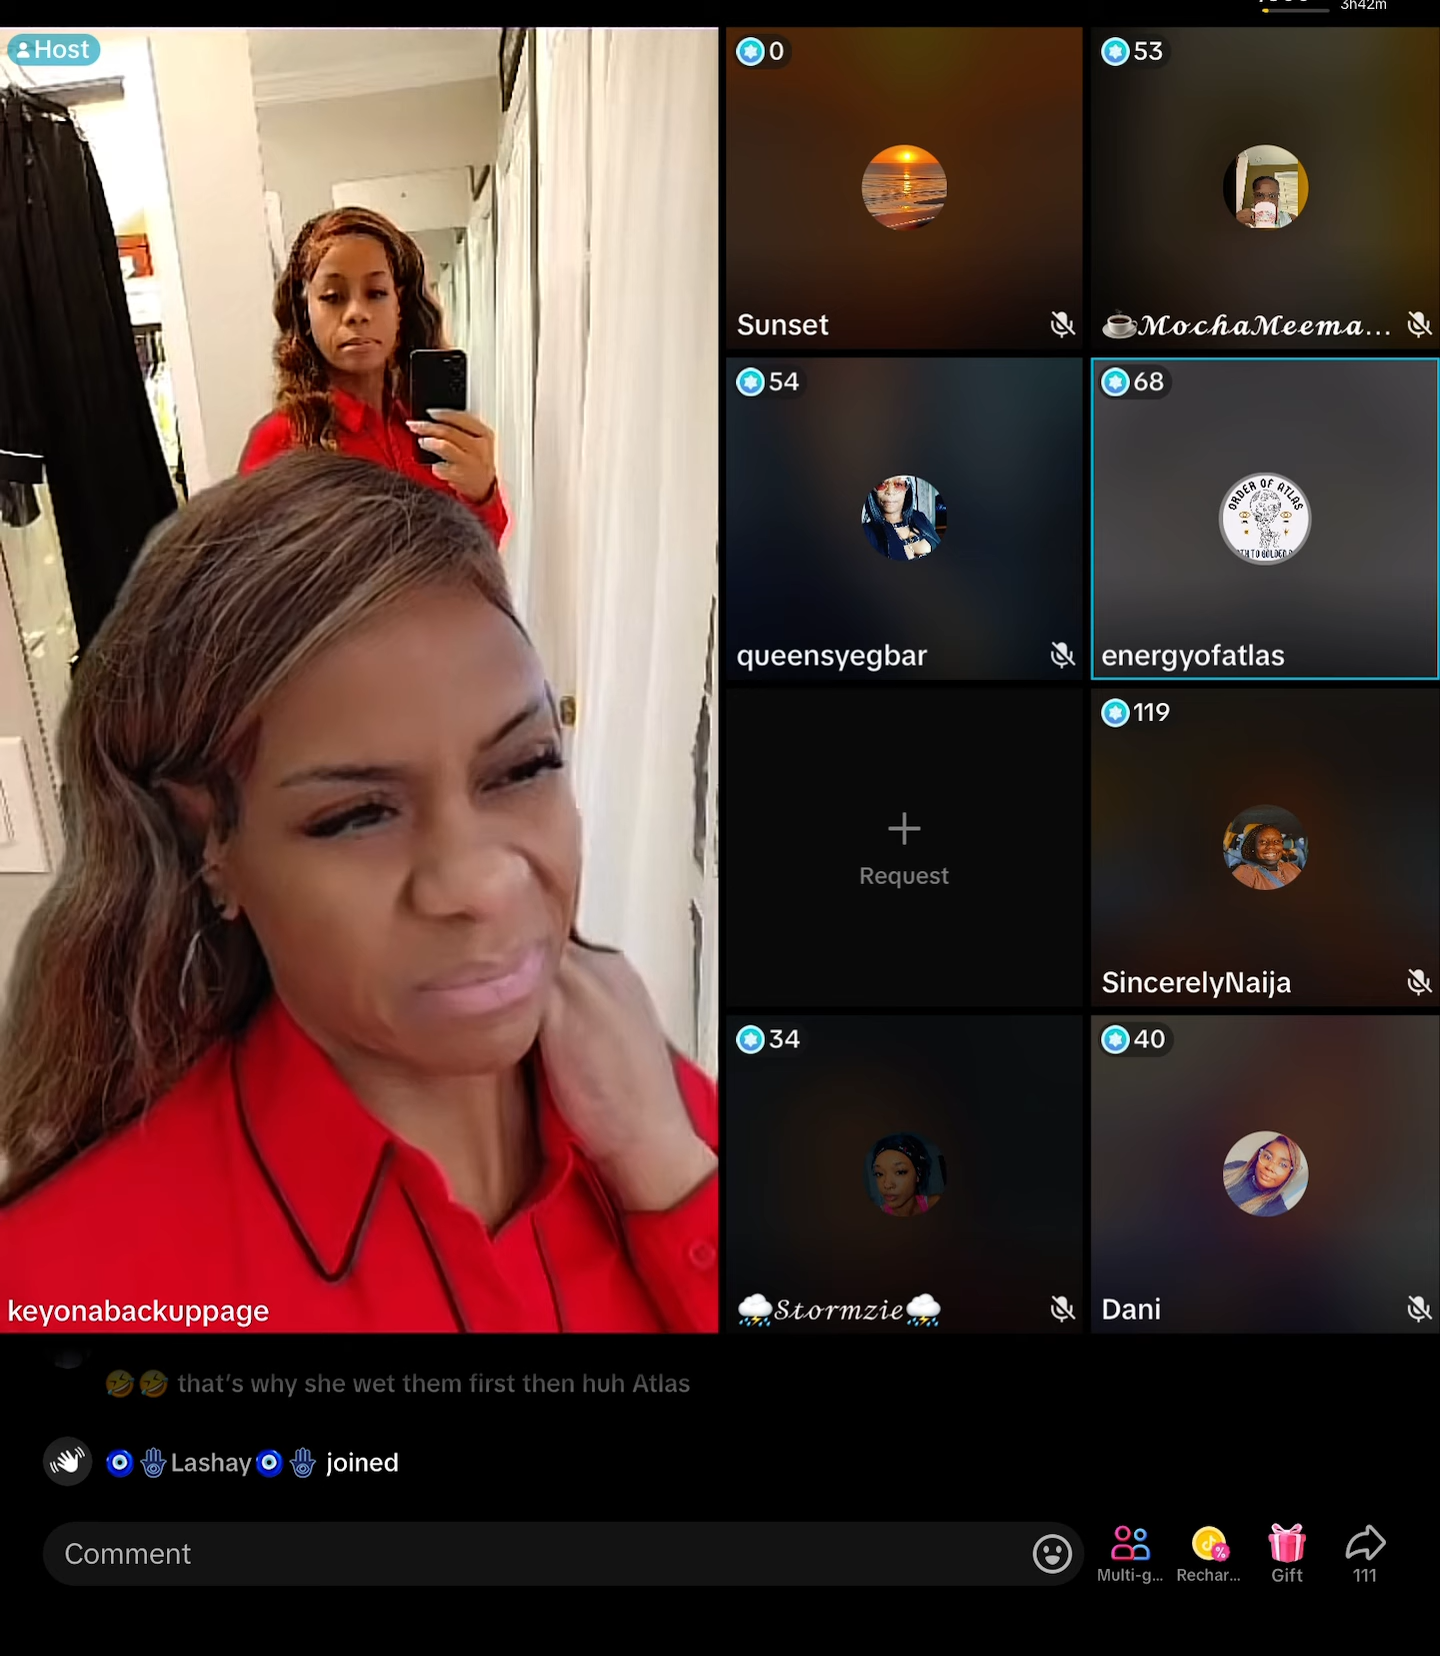 3h42m
Host
0
53
Sunset
☕MochaMeema...
54
68
ORDER OF ATLAS
queensyegbar
energyofatlas
119
Request
SincerelyNaija
34
40
keyonabackuppage
⛈️Stormzie⛈️
Dani
🤣🤣 that's why she wet them first then huh Atlas
🧿🪬Lashay🧿🪬 joined
Comment
Multi-g...
Rechar...
Gift
111